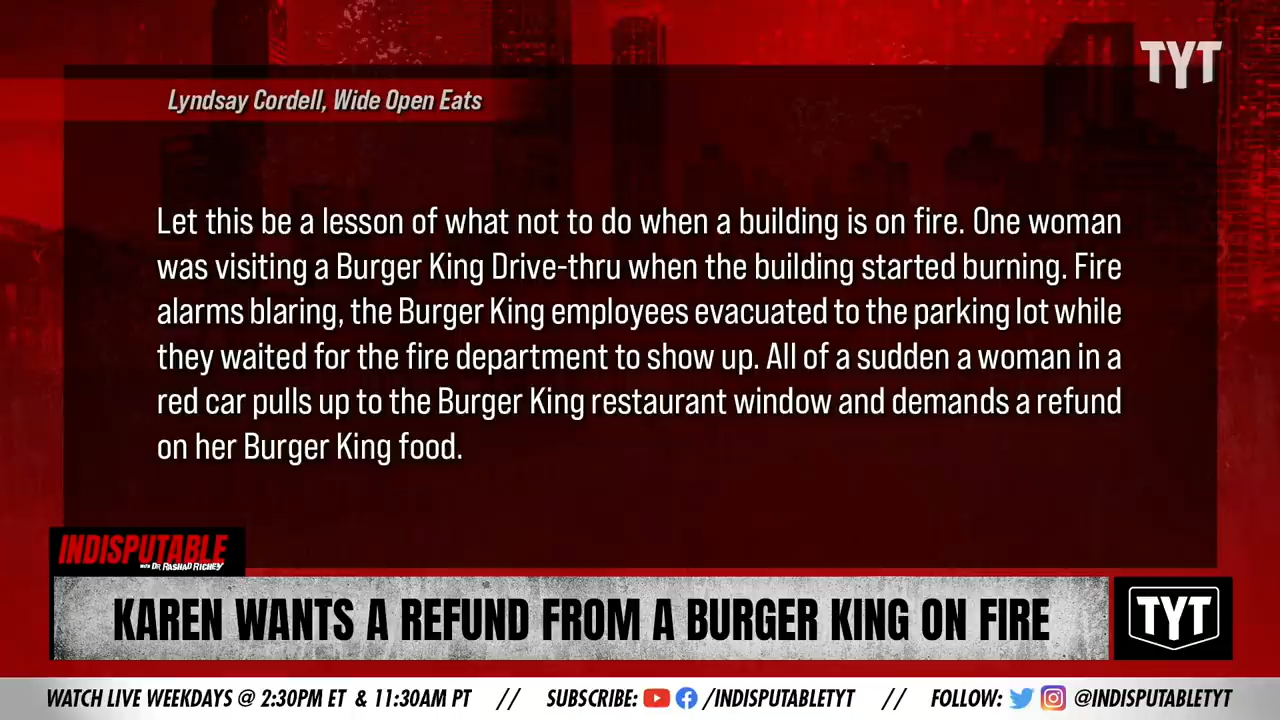 TYT
Lyndsay Cordell, Wide Open Eats
Let this be a lesson of what not to do when a building is on fire. One woman
was visiting a Burger King Drive-thru when the building started burning. Fire
alarms blaring, the Burger King employees evacuated to the parking lot while
they waited for the fire department to show up. All of a sudden a woman in a
red car pulls up to the Burger King restaurant window and demands a refund
on her Burger King food.
INDISPUTABLE
WITH DR. RASHAD RICHEY
KAREN WANTS A REFUND FROM A BURGER KING ON FIRE
TYT
WATCH LIVE WEEKDAYS @ 2:30PM ET & 11:30AM PT // SUBSCRIBE: /INDISPUTABLETYT // FOLLOW: @INDISPUTABLETYT